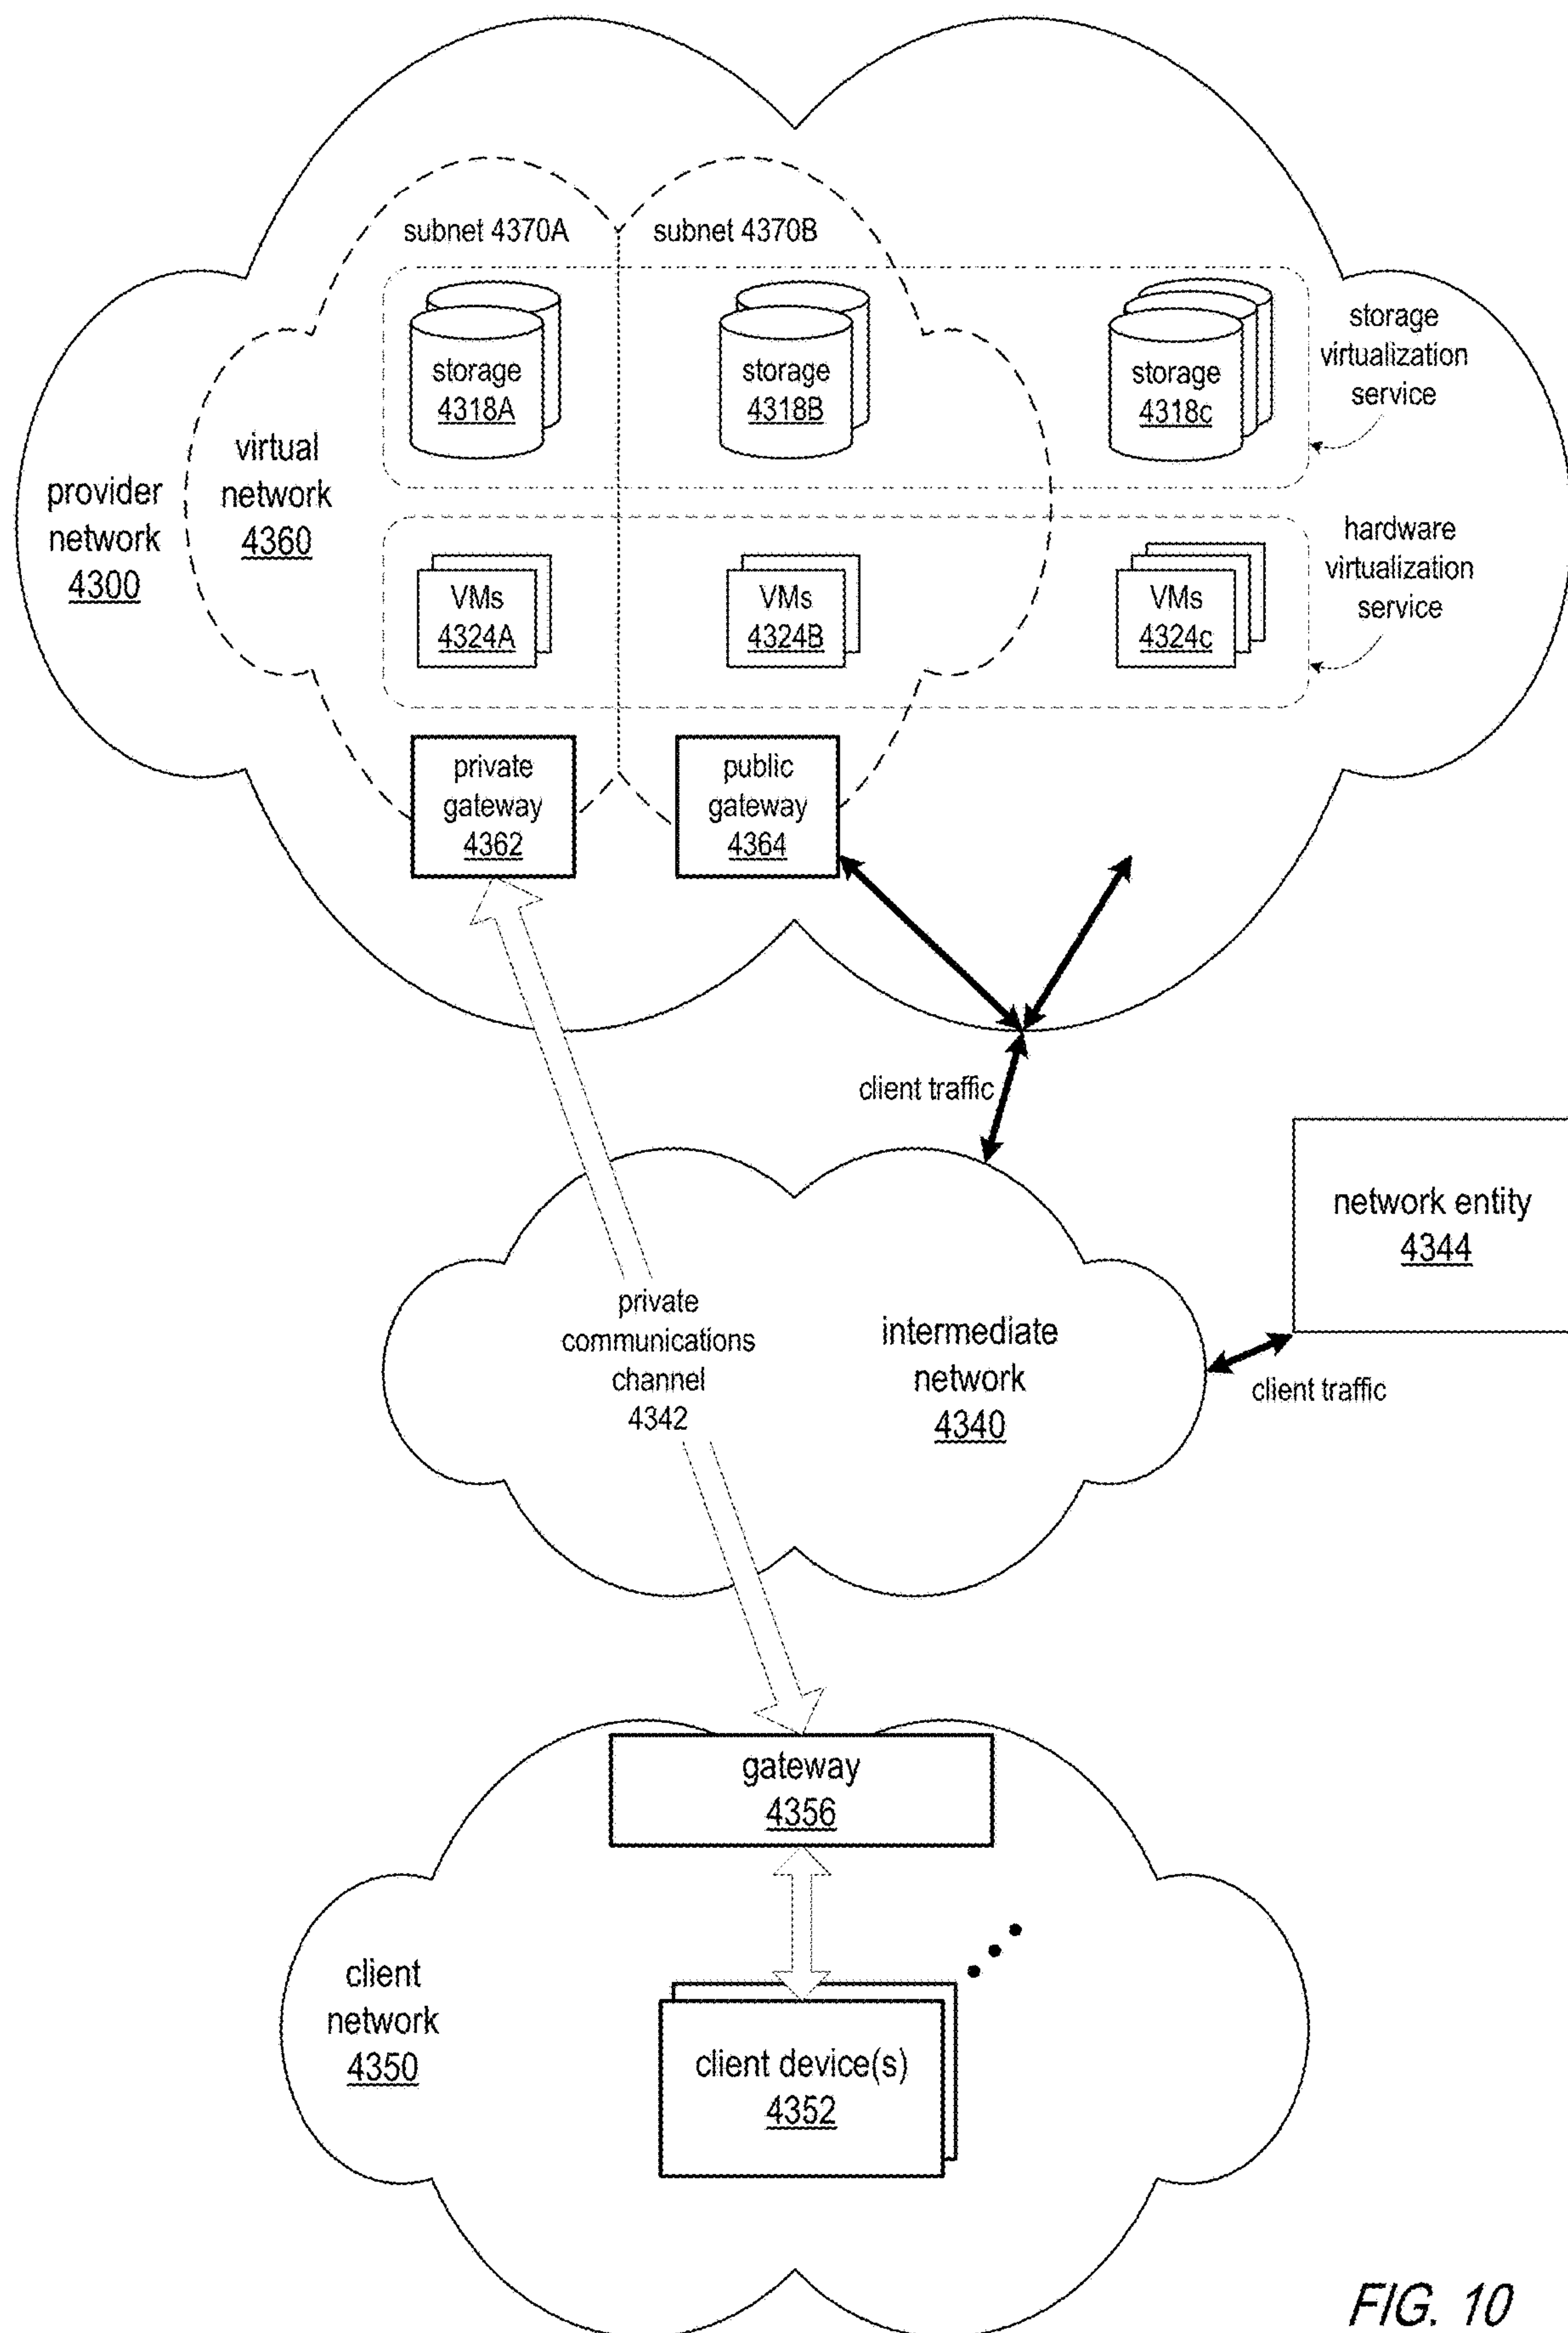 subnet 4370A
subnet 4370B
storage
4318A
storage
4318B
storage
4318c
storage
virtualization
service
virtual
network
4360
provider
network
4300
VMs
4324A
VMs
4324B
VMs
4324c
hardware
virtualization
service
private
gateway
4362
public
gateway
4364
client traffic
network entity
4344
private
communications
channel
4342
intermediate
network
4340
client traffic
gateway
4356
client
network
4350
client device(s)
4352
FIG. 10